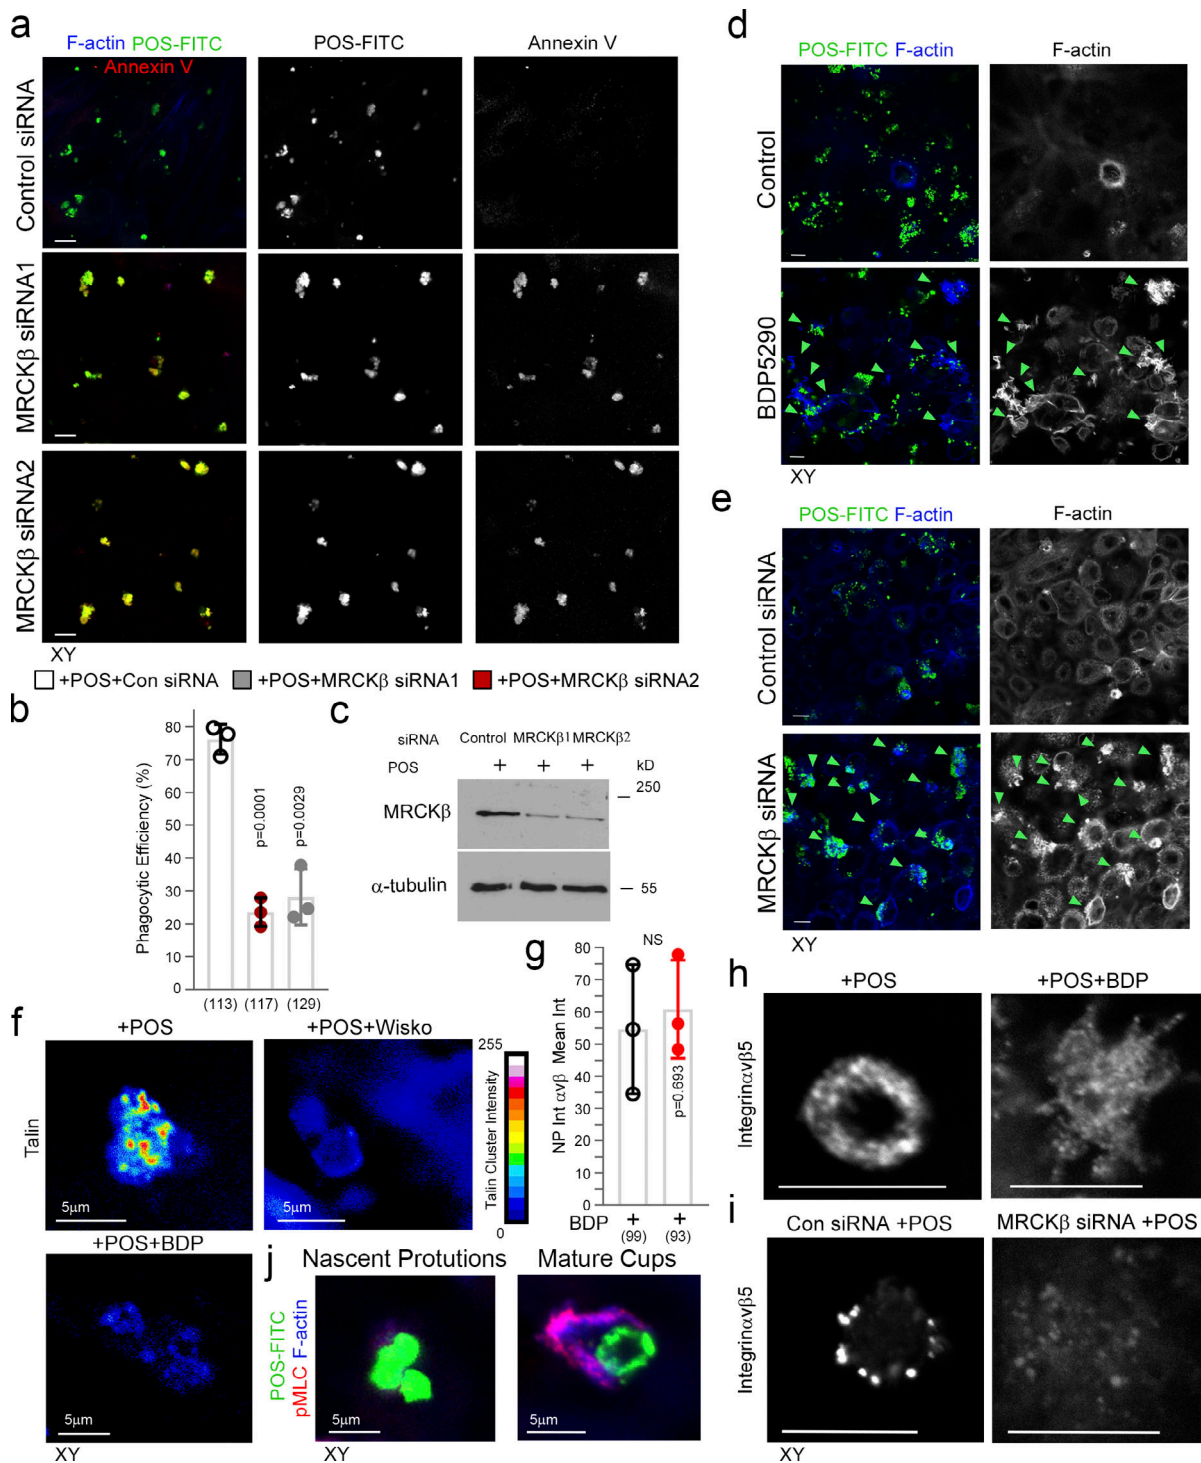 a
F-actin POS-FITC
Annexin V
POS-FITC
Annexin V
Control siRNA
MRCKβ siRNA1
MRCKβ siRNA2
XY
+POS+Con siRNA
+POS+MRCKβ siRNA1
+POS+MRCKβ siRNA2
b
Phagocytic Efficiency (%)
80
70
60
50
40
30
20
10
0
p=0.0001
p=0.0029
(113)
(117)
(129)
c
siRNA
Control MRCKβ1 MRCKβ2
POS
+ + +
kD
250
MRCKβ
α-tubulin
55
d
POS-FITC F-actin
F-actin
Control
BDP5290
XY
e
POS-FITC F-actin
F-actin
Control siRNA
MRCKβ siRNA
XY
f
+POS
+POS+Wisko
Talin
5μm
5μm
255
Talin Cluster Intensity
0
+POS+BDP
5μm
XY
g
NS
NP Int αvβ Mean Int
80
75
70
60
50
40
30
20
10
5
0
p=0.693
BDP
+ +
(99)
(93)
h
+POS
+POS+BDP
Integrinαvβ5
i
Con siRNA +POS
MRCKβ siRNA +POS
Integrinαvβ5
XY
j
Nascent Protutions
Mature Cups
POS-FITC
pMLC F-actin
5μm
5μm
XY